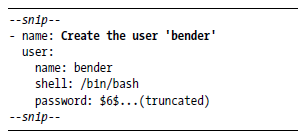 --snip--
- name: Create the user 'bender'
  user:
    name: bender
    shell: /bin/bash
    password: $6$...(truncated)
--snip--